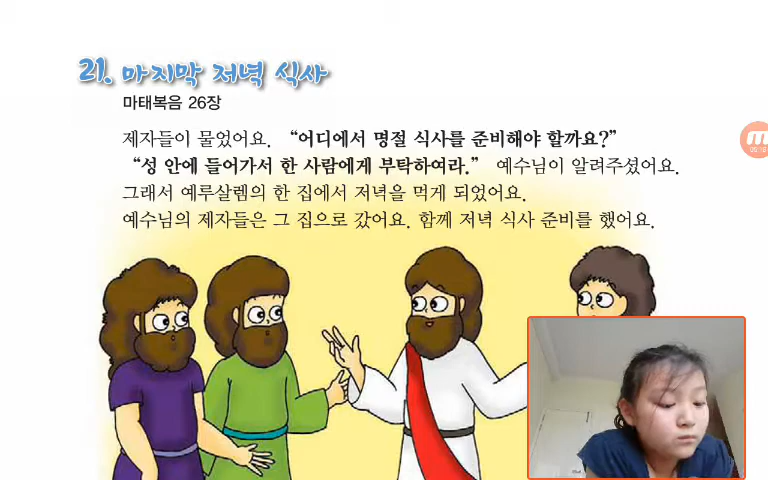 21. 마지막 저녁 식사
마태복음 26장
제자들이 물었어요. “어디에서 명절 식사를 준비해야 할까요?”
“성 안에 들어가서 한 사람에게 부탁하여라.” 예수님이 알려주셨어요.
그래서 예루살렘의 한 집에서 저녁을 먹게 되었어요.
예수님의 제자들은 그 집으로 갔어요. 함께 저녁 식사 준비를 했어요.